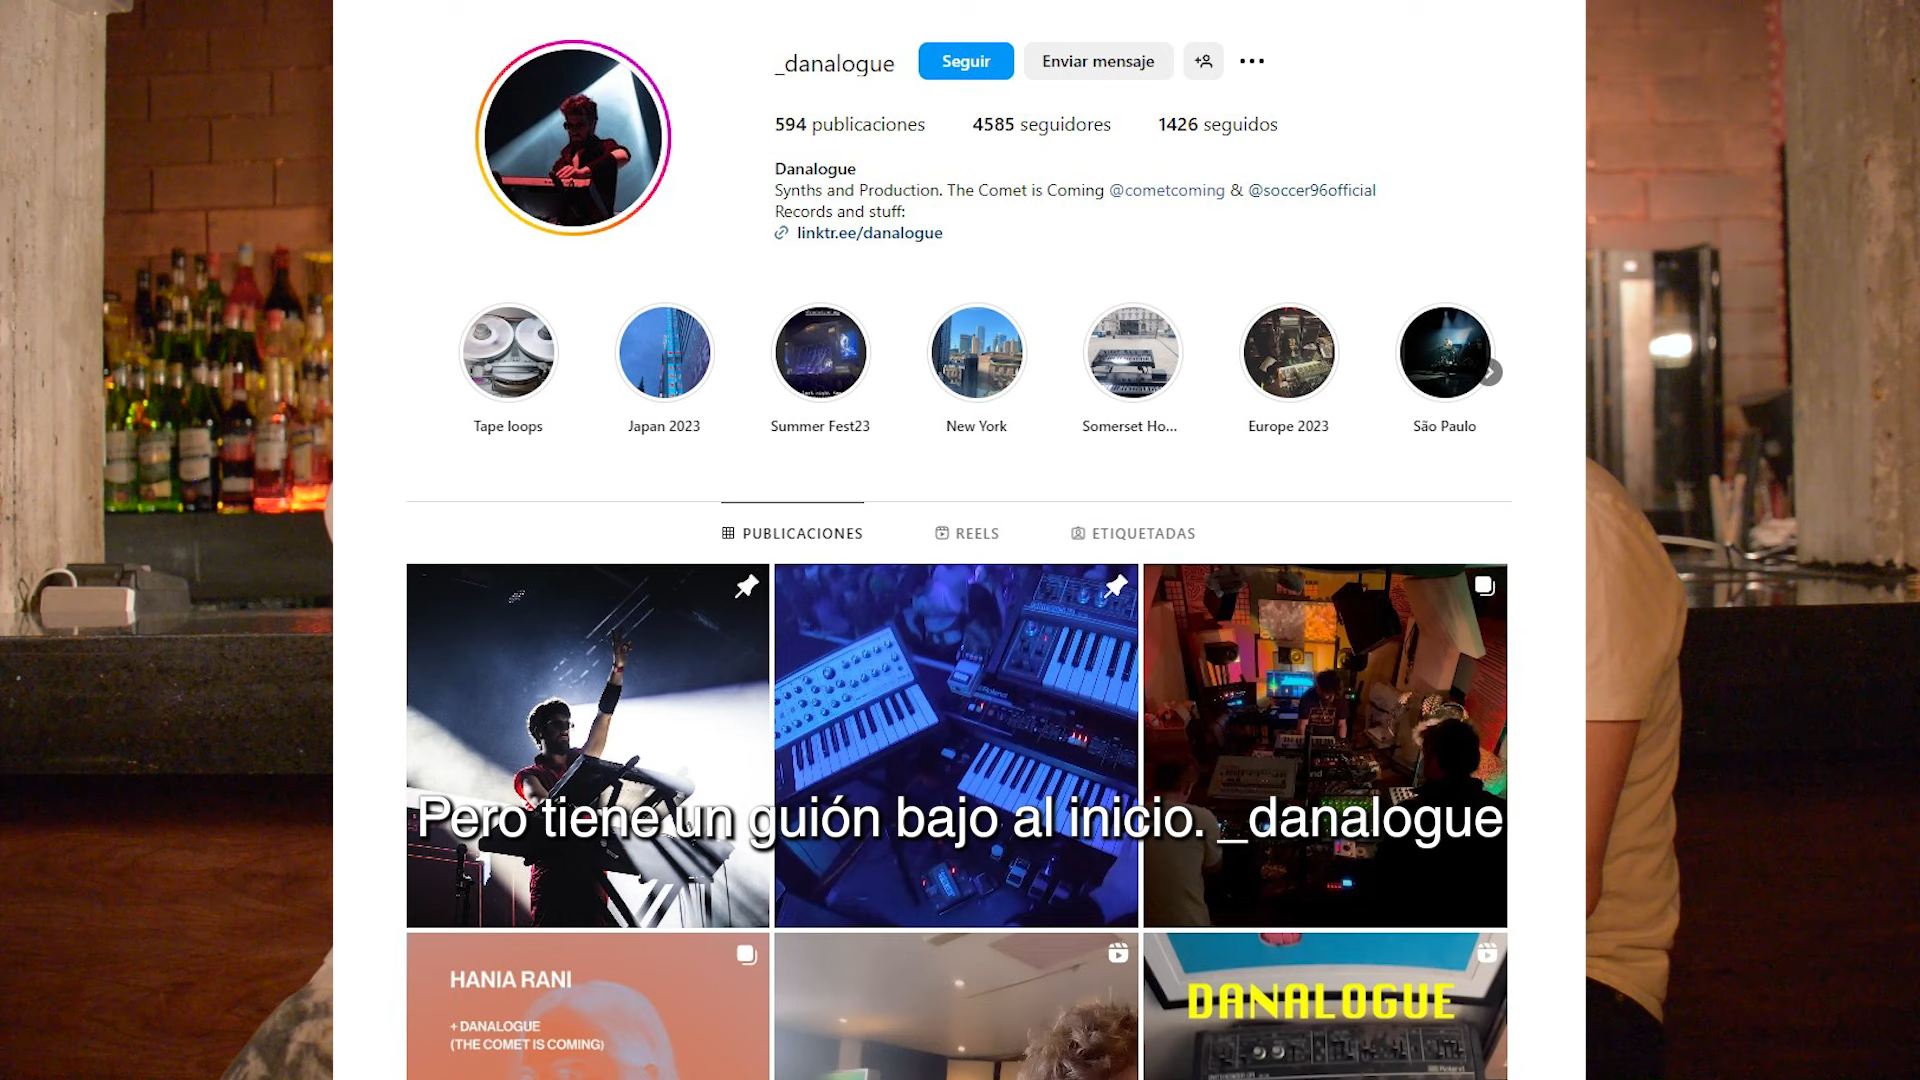 _danalogue
Seguir
Enviar mensaje
594 publicaciones
4585 seguidores
1426 seguidos
Danalogue
Synths and Production. The Comet is Coming @cometcoming & @soccer96official
Records and stuff:
linktr.ee/danalogue
Tape loops
Japan 2023
Summer Fest23
New York
Somerset Ho...
Europe 2023
São Paulo
PUBLICACIONES
REELS
ETIQUETADAS
Roland
Pero tiene un guión bajo al inicio. _danalogue
HANIA RANI
+ DANALOGUE
(THE COMET IS COMING)
DANALOGUE
Roland